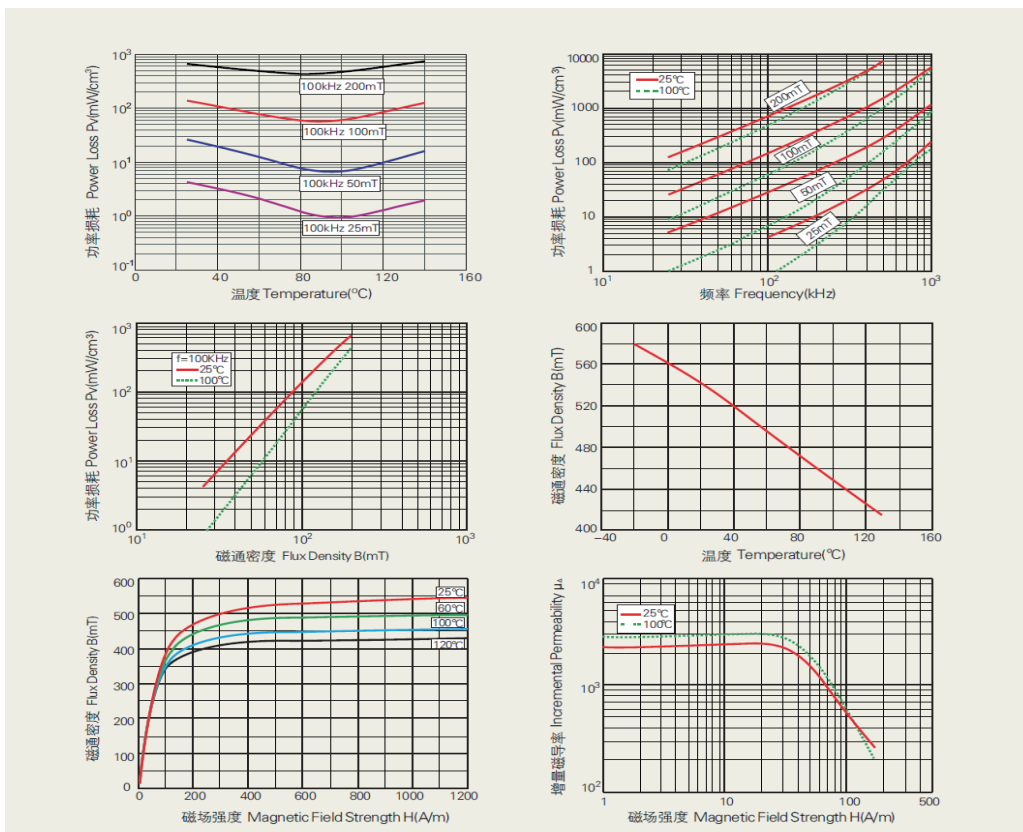 功率损耗 Power Loss Pv(mW/cm³)
10³
10²
10¹
10⁰
10⁻¹
100kHz 200mT
100kHz 100mT
100kHz 50mT
100kHz 25mT
0 40 80 120 160
温度 Temperature(°C)
功率损耗 Power Loss Pv(mW/cm³)
10000
1000
100
10
1
25℃
100℃
200mT
100mT
50mT
25mT
10¹ 10² 10³
频率 Frequency(kHz)
功率损耗 Power Loss Pv(mW/cm³)
10³
10²
10¹
10⁰
f=100KHz
25℃
100℃
10¹ 10² 10³
磁通密度 Flux Density B(mT)
磁通密度 Flux Density B(mT)
600
560
520
480
440
400
-40 0 40 80 120 160
温度 Temperature(℃)
磁通密度 Flux Density B(mT)
600
500
400
300
200
100
0
25℃
60℃
100℃
120℃
0 200 400 600 800 1000 1200
磁场强度 Magnetic Field Strength H(A/m)
增量磁导率 Incremental Permeability μ▵
10⁴
10³
10²
25℃
100℃
1 10 100 500
磁场强度 Magnetic Field Strength H(A/m)